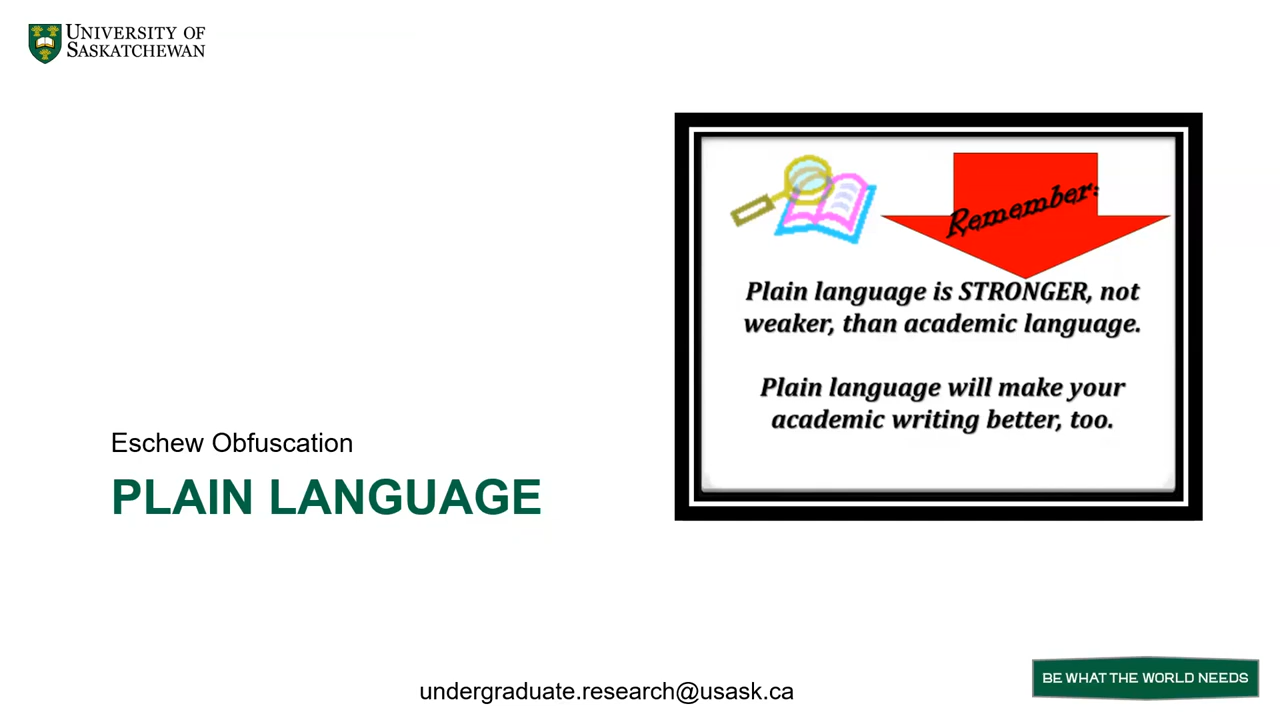 UNIVERSITY OF
SASKATCHEWAN
Remember:
Plain language is STRONGER, not
weaker, than academic language.
Plain language will make your
academic writing better, too.
Eschew Obfuscation
PLAIN LANGUAGE
undergraduate.research@usask.ca
BE WHAT THE WORLD NEEDS